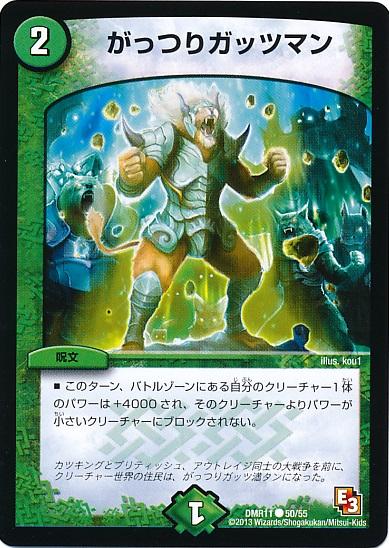 2
がっつりガッツマン
illus. kou1
呪文
■ このターン、バトルゾーンにある自分のクリーチャー1体
のパワーは+4000され、そのクリーチャーよりパワーが
小さいクリーチャーにブロックされない。
カツキングとブリティッシュ、アウトレイジ同士の大戦争を前に、
クリーチャー世界の住民は、がっつりガッツ満タンになった。
1
E3
DMR11 ● 50/55
©2013 Wizards/Shogakukan/Mitsui-Kids